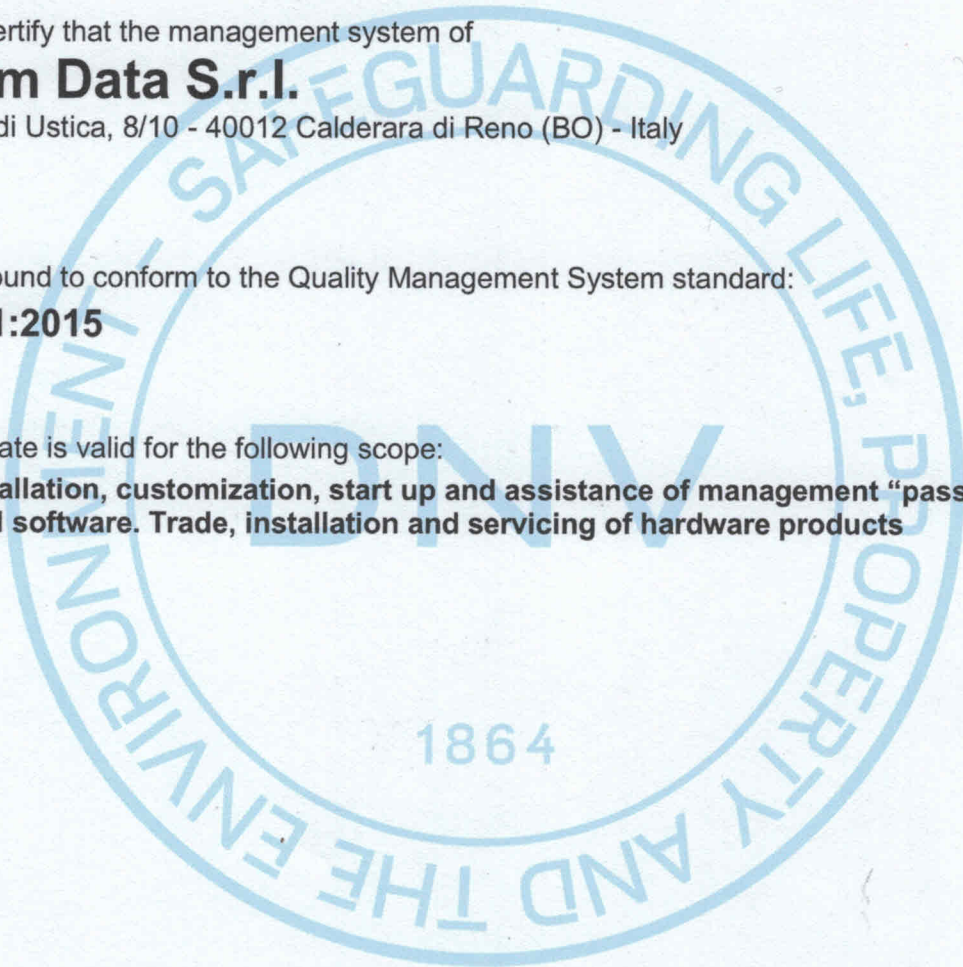 ertify that the management system of
m Data S.r.l.
di Ustica, 8/10 - 40012 Calderara di Reno (BO) - Italy
ound to conform to the Quality Management System standard:
1:2015
ate is valid for the following scope:
allation, customization, start up and assistance of management “pass
software. Trade, installation and servicing of hardware products
SAFEGUARDING LIFE, PROPERTY AND THE ENVIRONMENT
DNV
1864